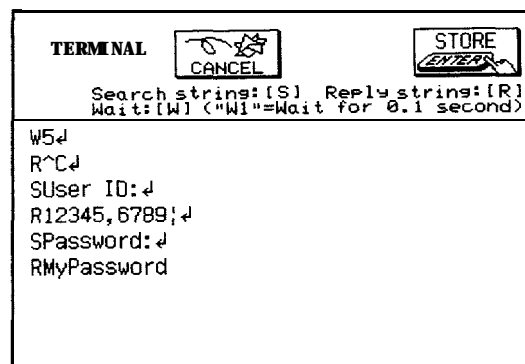 TERMINAL
CANCEL
STORE
ENTER
Search string:[S] Reply string:[R]
Wait:[W] ("W1"=Wait for 0.1 second)
W5↲
R^C↲
SUser ID:↲
R12345,6789¦↲
SPassword:↲
RMyPassword